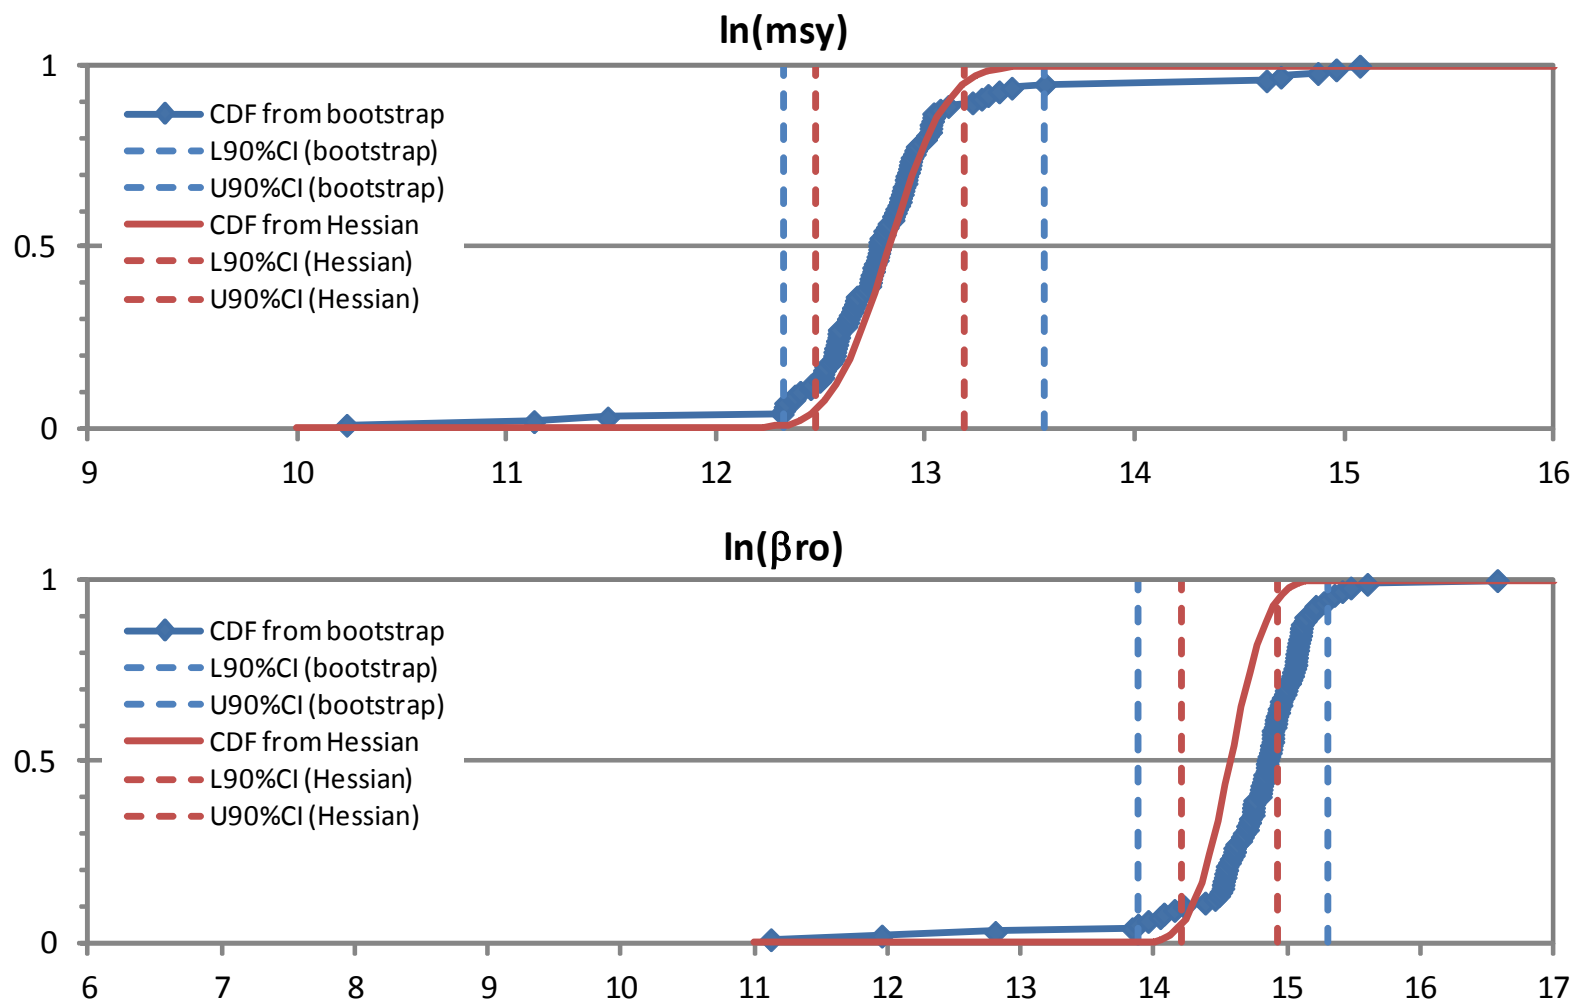 ln(msy)
1
CDF from bootstrap
L90%CI (bootstrap)
U90%CI (bootstrap)
CDF from Hessian
0.5
L90%CI (Hessian)
U90%CI (Hessian)
0
9 10 11 12 13 14 15 16
ln(βro)
1
CDF from bootstrap
L90%CI (bootstrap)
U90%CI (bootstrap)
CDF from Hessian
0.5
L90%CI (Hessian)
U90%CI (Hessian)
0
6 7 8 9 10 11 12 13 14 15 16 17